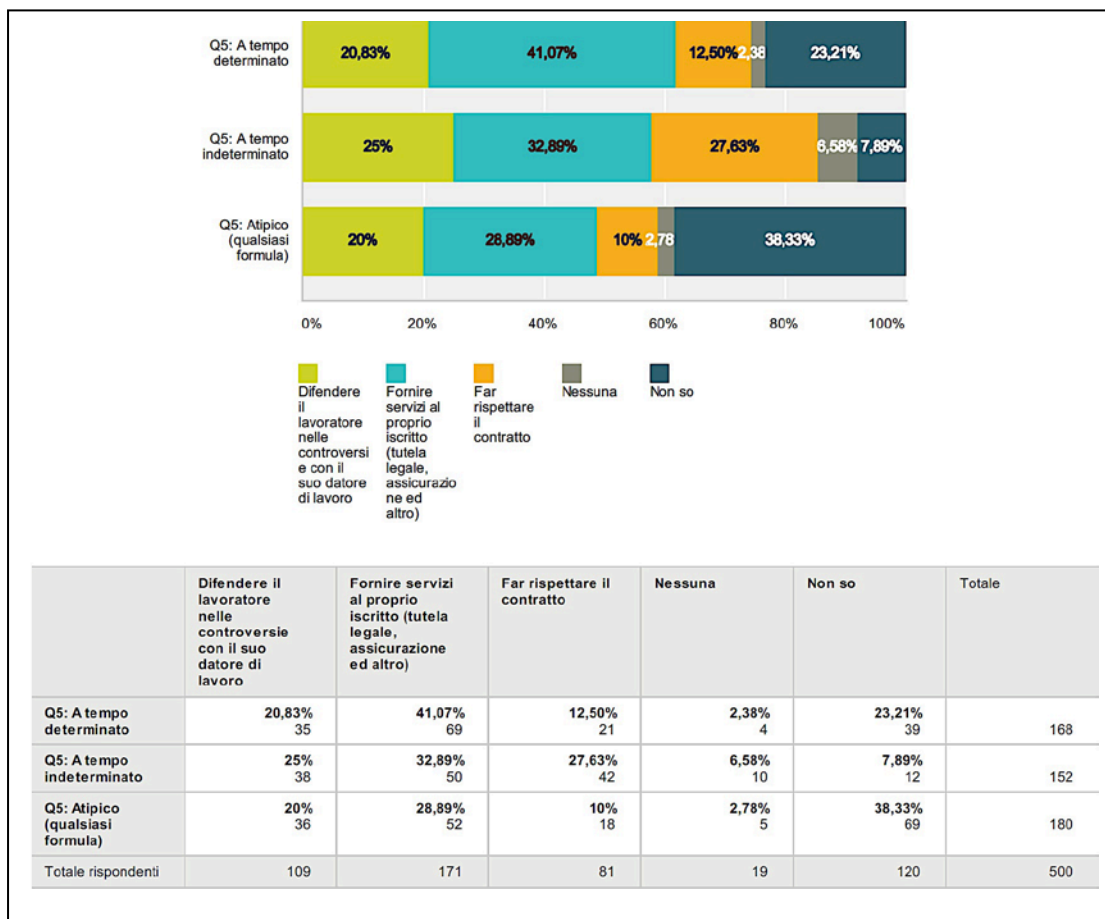 Q5: A tempo
determinato
20,83%
41,07%
12,50%
2,38
23,21%
Q5: A tempo
indeterminato
25%
32,89%
27,63%
6,58%
7,89%
Q5: Atipico
(qualsiasi
formula)
20%
28,89%
10%
2,78
38,33%
0%
20%
40%
60%
80%
100%
Difendere
il
lavoratore
nelle
controversi
e con il
suo datore
di lavoro
Fornire
servizi al
proprio
iscritto
(tutela
legale,
assicurazio
ne ed
altro)
Far
rispettare
il
contratto
Nessuna
Non so
Difendere il
lavoratore
nelle
controversie
con il suo
datore di
lavoro
Fornire servizi
al proprio
iscritto (tutela
legale,
assicurazione
ed altro)
Far rispettare il
contratto
Nessuna
Non so
Totale
Q5: A tempo
determinato
20,83%
35
41,07%
69
12,50%
21
2,38%
4
23,21%
39
168
Q5: A tempo
indeterminato
25%
38
32,89%
50
27,63%
42
6,58%
10
7,89%
12
152
Q5: Atipico
(qualsiasi
formula)
20%
36
28,89%
52
10%
18
2,78%
5
38,33%
69
180
Totale rispondenti
109
171
81
19
120
500